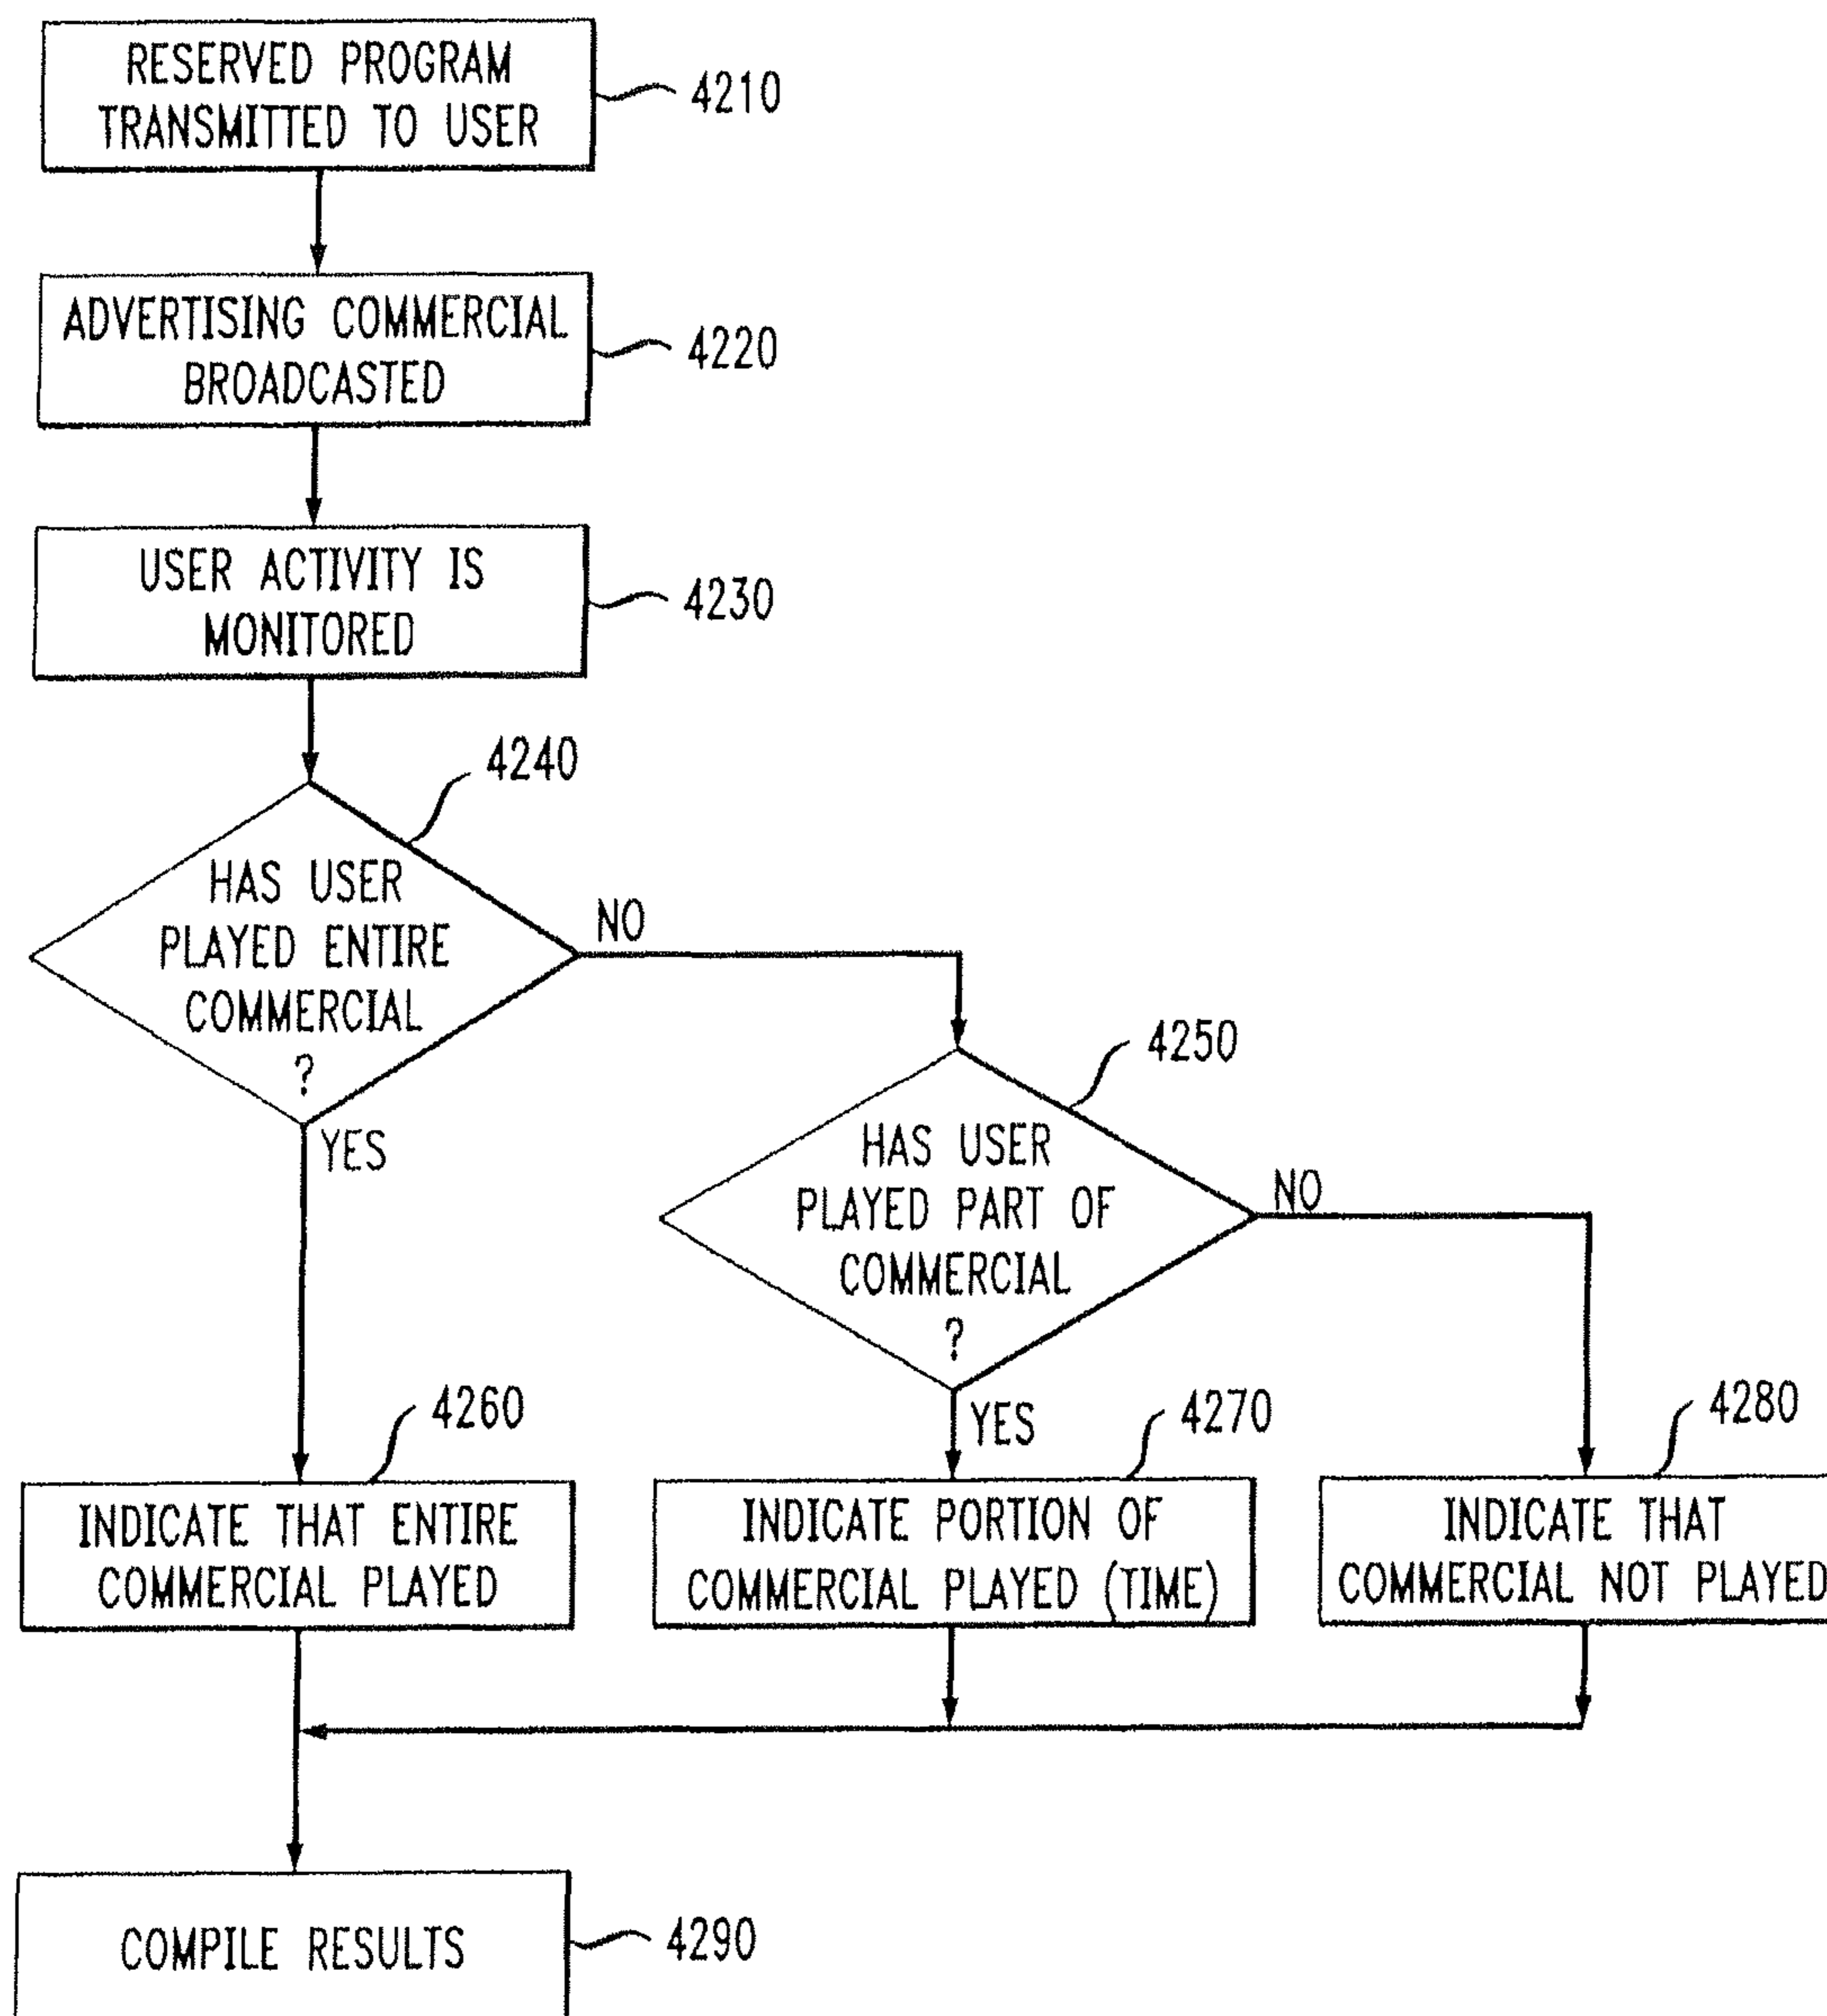 RESERVED PROGRAM
TRANSMITTED TO USER
4210
ADVERTISING COMMERCIAL
BROADCASTED
4220
USER ACTIVITY IS
MONITORED
4230
4240
HAS USER
PLAYED ENTIRE
COMMERCIAL
?
NO
YES
4250
HAS USER
PLAYED PART OF
COMMERCIAL
?
NO
YES
4260
INDICATE THAT ENTIRE
COMMERCIAL PLAYED
4270
INDICATE PORTION OF
COMMERCIAL PLAYED (TIME)
4280
INDICATE THAT
COMMERCIAL NOT PLAYED
COMPILE RESULTS
4290